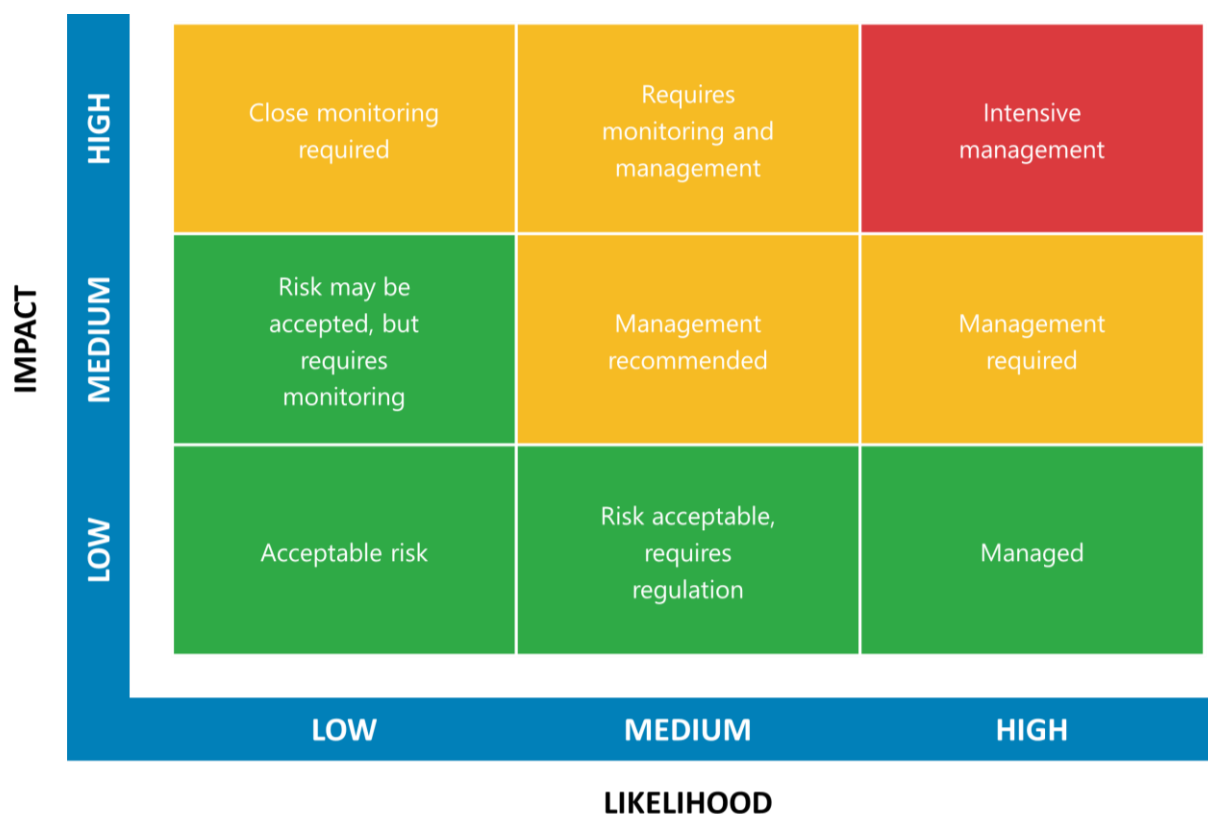 HIGH
Close monitoring
required
Requires
monitoring and
management
Intensive
management
IMPACT
MEDIUM
Risk may be
accepted, but
requires
monitoring
Management
recommended
Management
required
LOW
Acceptable risk
Risk acceptable,
requires
regulation
Managed
LOW
MEDIUM
HIGH
LIKELIHOOD